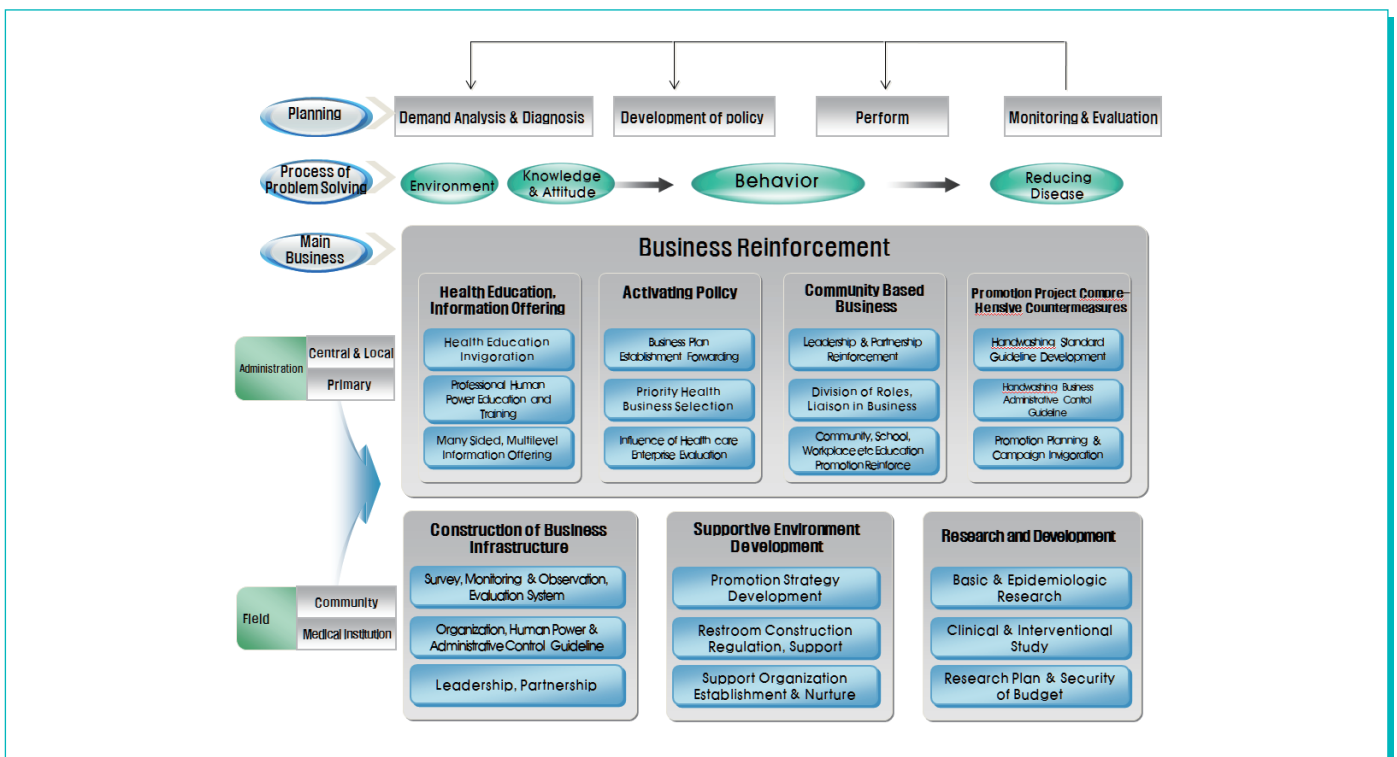 Planning
Demand Analysis & Diagnosis
Development of policy
Perform
Monitoring & Evaluation
Process of
Problem Solving
Environment
Knowledge
& Attitude
Behavior
Reducing
Disease
Main
Business
Business Reinforcement
Health Education,
Information Offering
Health Education
Invigoration
Professional Human
Power Education and
Training
Many Sided, Multilevel
Information Offering
Activating Policy
Business Plan
Establishment Forwarding
Priority Health
Business Selection
Influence of Health care
Enterprise Evaluation
Community Based
Business
Leadership & Partnership
Reinforcement
Division of Roles,
Liaison in Business
Community, School,
Workplace etc Education
Promotion Reinforce
Promotion Project Compre-
Hensive Countermeasures
Handwashing Standard
Guideline Development
Handwashing Business
Administrative Control
Guideline
Promotion Planning &
Campaign Invigoration
Administration
Central & Local
Primary
Field
Community
Medical Institution
Construction of Business
Infrastructure
Survey, Monitoring & Observation,
Evaluation System
Organization, Human Power &
Administrative Control Guideline
Leadership, Partnership
Supportive Environment
Development
Promotion Strategy
Development
Restroom Construction
Regulation, Support
Support Organization
Establishment & Nurture
Research and Development
Basic & Epidemiologic
Research
Clinical & Interventional
Study
Research Plan & Security
of Budget